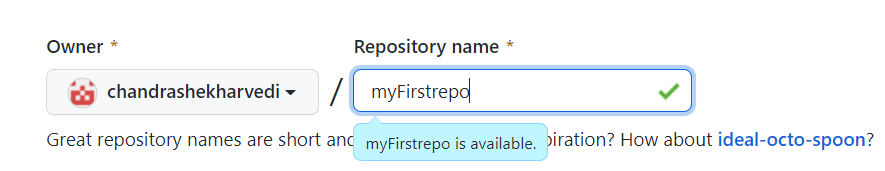 Owner * Repository name *
chandrashekharvedi / myFirstrepo
Great repository names are short and iration? How about ideal-octo-spoon?
myFirstrepo is available.